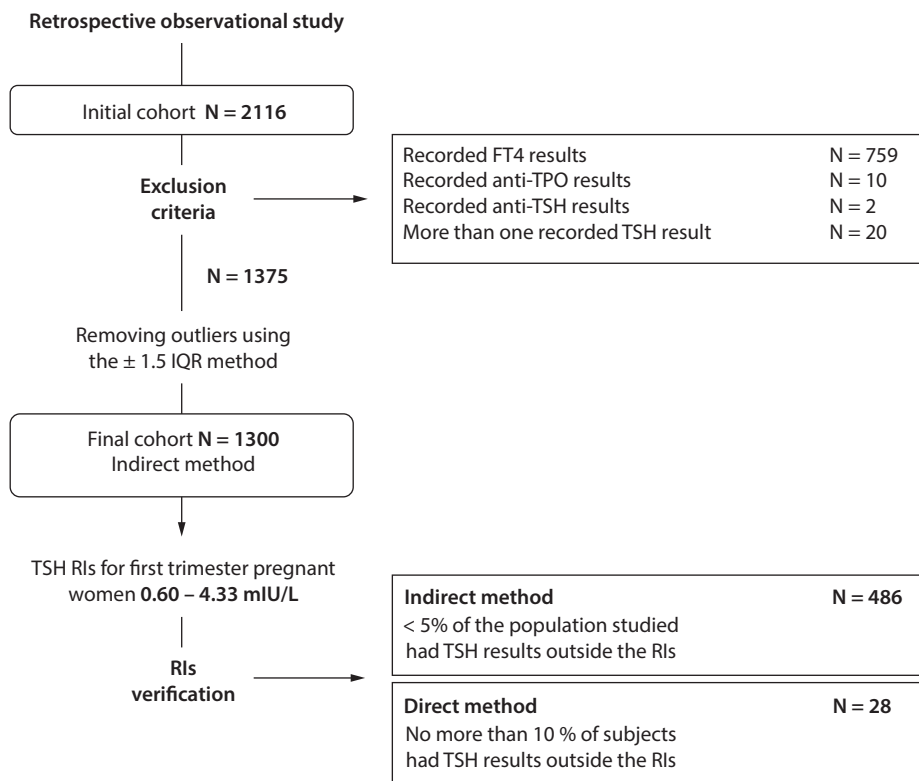 Retrospective observational study
Initial cohort N = 2116
Exclusion
criteria
Recorded FT4 results N = 759
Recorded anti-TPO results N = 10
Recorded anti-TSH results N = 2
More than one recorded TSH result N = 20
N = 1375
Removing outliers using
the ± 1.5 IQR method
Final cohort N = 1300
Indirect method
TSH RIs for first trimester pregnant
women 0.60 – 4.33 mIU/L
RIs
verification
Indirect method N = 486
< 5% of the population studied
had TSH results outside the RIs
Direct method N = 28
No more than 10 % of subjects
had TSH results outside the RIs